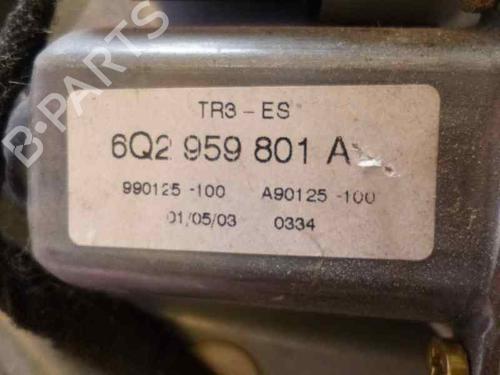 B-PARTS
TR3-ES
6Q2 959 801 A
990125-100 A90125-100
01/05/03 0334